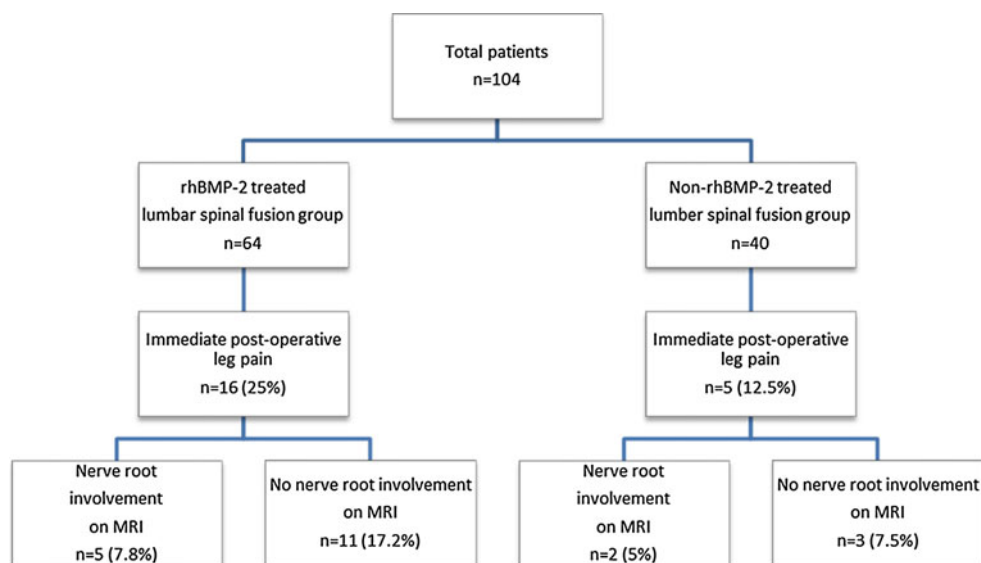 Total patients
n=104
rhBMP-2 treated
lumbar spinal fusion group
n=64
Non-rhBMP-2 treated
lumber spinal fusion group
n=40
Immediate post-operative
leg pain
n=16 (25%)
Immediate post-operative
leg pain
n=5 (12.5%)
Nerve root
involvement
on MRI
n=5 (7.8%)
No nerve root involvement
on MRI
n=11 (17.2%)
Nerve root
involvement
on MRI
n=2 (5%)
No nerve root involvement
on MRI
n=3 (7.5%)